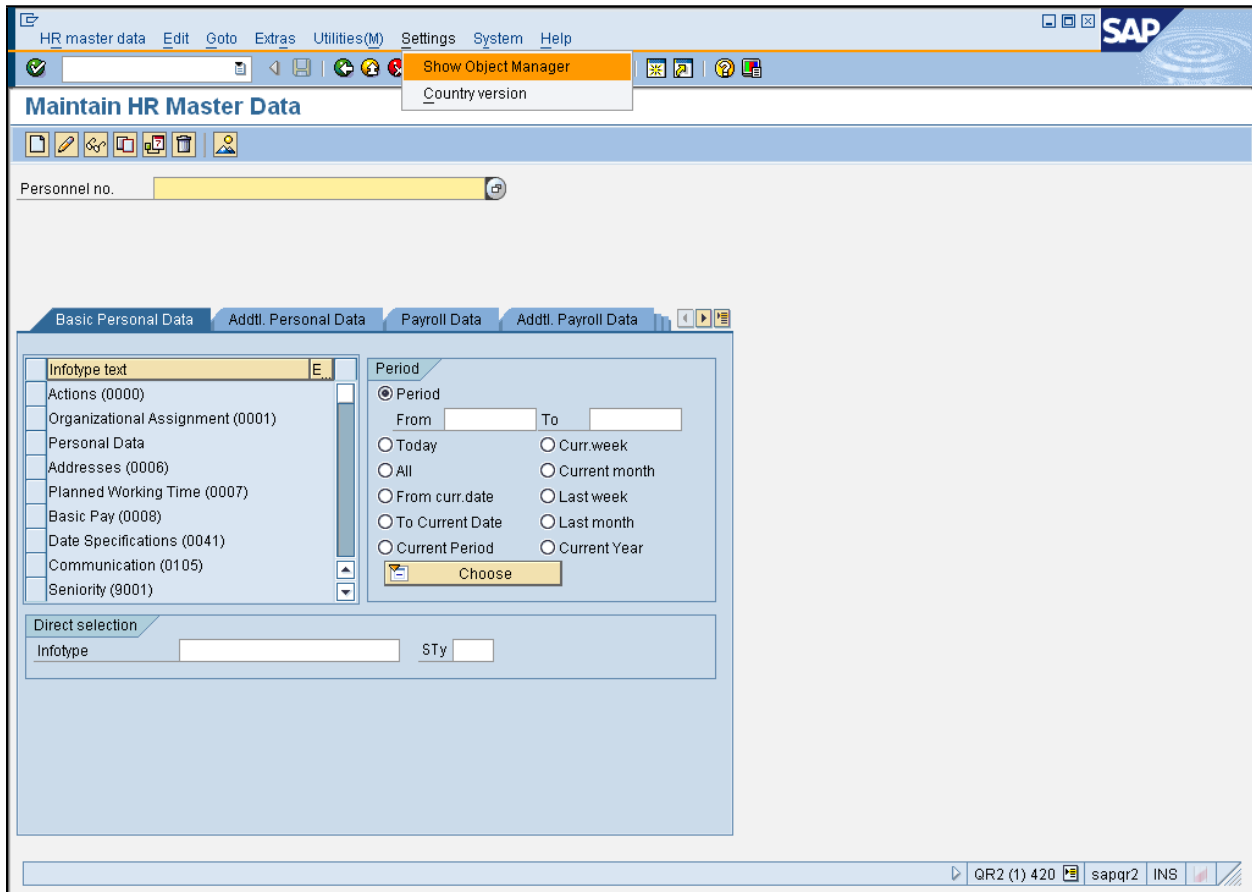 HR master data Edit Goto Extras Utilities(M) Settings System Help
SAP
Show Object Manager
Country version
Maintain HR Master Data
Personnel no.
Basic Personal Data Addtl. Personal Data Payroll Data Addtl. Payroll Data
Infotype text E...
Actions (0000)
Organizational Assignment (0001)
Personal Data
Addresses (0006)
Planned Working Time (0007)
Basic Pay (0008)
Date Specifications (0041)
Communication (0105)
Seniority (9001)
Period
Period
From To
Today Curr.week
All Current month
From curr.date Last week
To Current Date Last month
Current Period Current Year
Choose
Direct selection
Infotype STy
QR2 (1) 420 sapqr2 INS